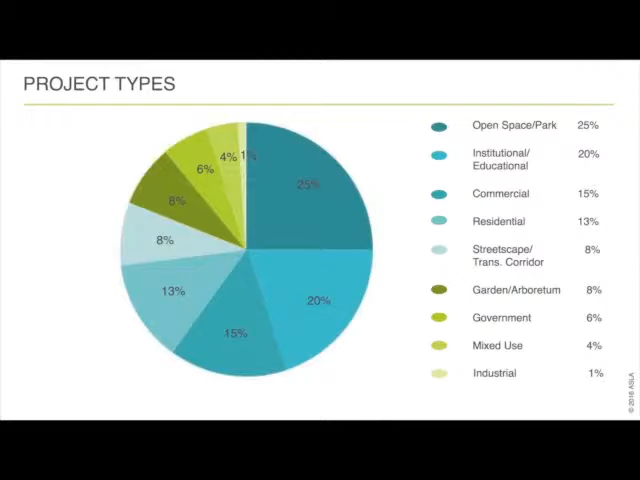 PROJECT TYPES
25%
20%
15%
13%
8%
8%
6%
4%
1%
Open Space/Park 25%
Institutional/ 20%
Educational
Commercial 15%
Residential 13%
Streetscape/ 8%
Trans. Corridor
Garden/Arboretum 8%
Government 6%
Mixed Use 4%
Industrial 1%
© 2018 ASLA